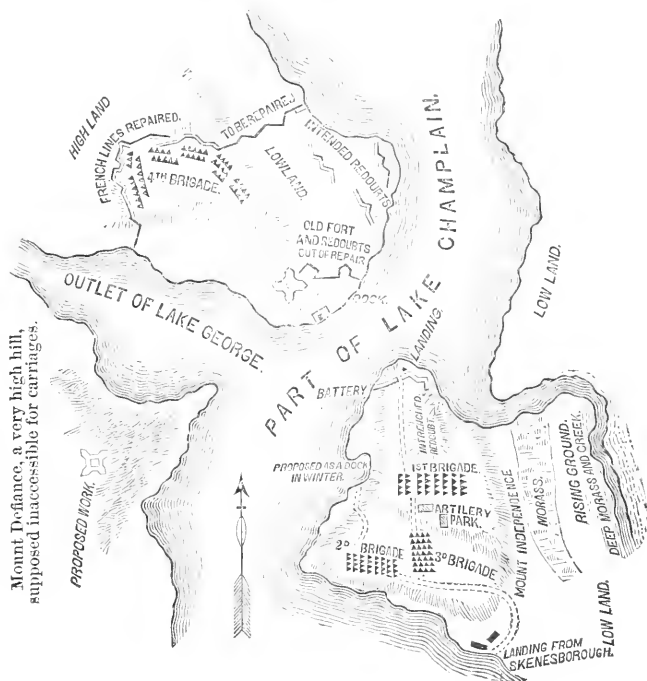 Mount Defiance, a very high hill,
supposed inaccessible for carriages.
HIGH LAND
FRENCH LINES REPAIRED.
TO BE REPAIRED
4TH BRIGADE.
LOWLAND.
INTENDED REDOUBTS
OLD FORT
AND REDOUBTS
OUT OF REPAIR
DOCK.
OUTLET OF LAKE GEORGE.
PART OF LAKE CHAMPLAIN.
LOW LAND.
PROPOSED WORK.
BATTERY
LANDING.
INTENDED
REDOUBT
PROPOSED AS A DOCK
IN WINTER.
1ST BRIGADE.
ARTILERY
PARK.
2D BRIGADE
3D BRIGADE
MOUNT INDEPENDENCE
MORASS.
RISING GROUND.
DEEP MORASS AND CREEK.
LOW LAND.
LANDING FROM
SKENESBOROUGH.